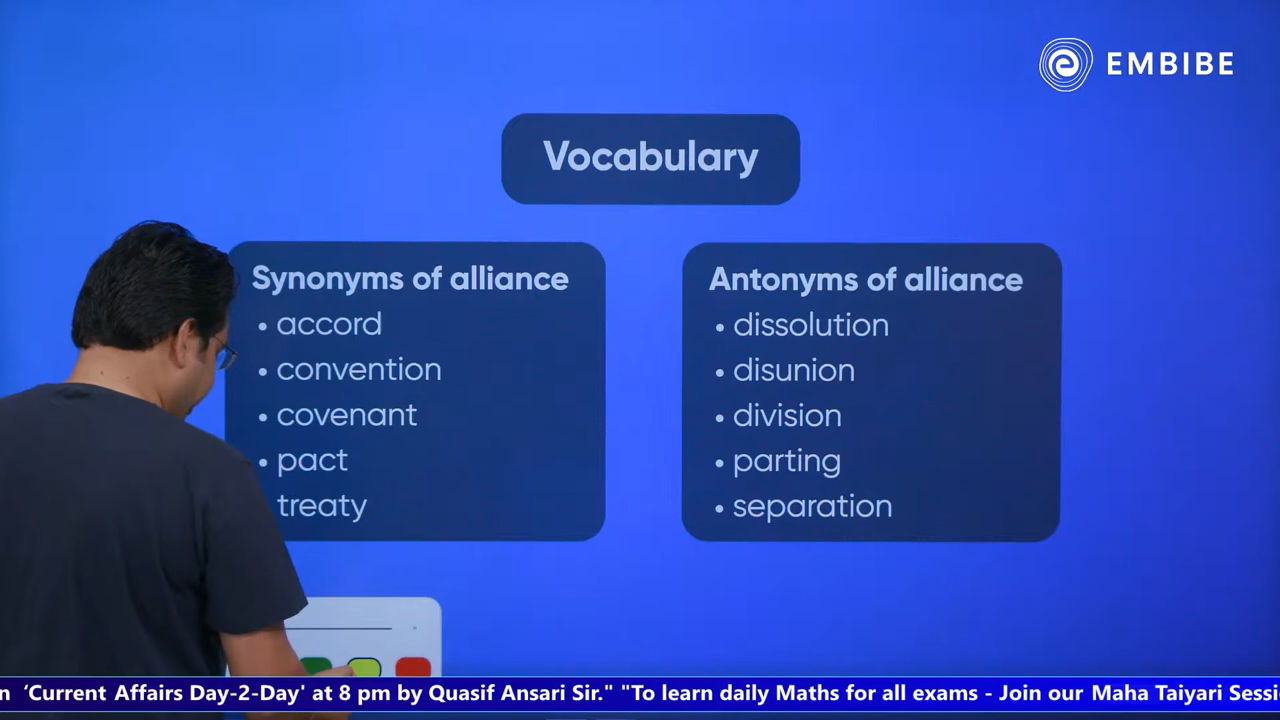 EMBIBE
Vocabulary
Synonyms of alliance
• accord
• convention
• covenant
• pact
treaty
Antonyms of alliance
• dissolution
• disunion
• division
• parting
• separation
n ‘Current Affairs Day-2-Day' at 8 pm by Quasif Ansari Sir." "To learn daily Maths for all exams - Join our Maha Taiyari Sessi